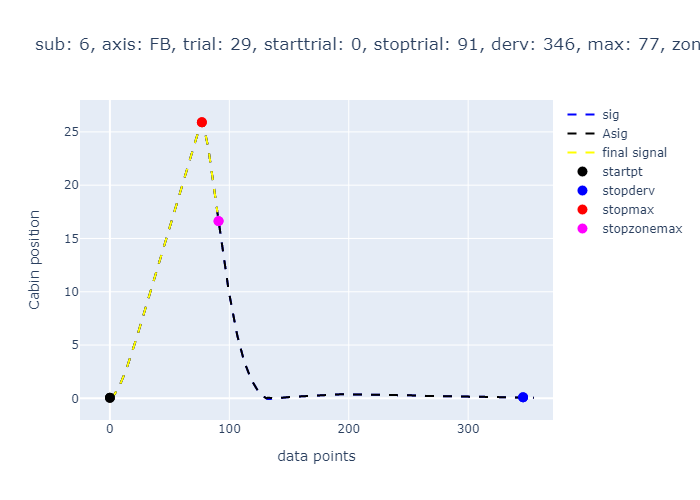 sub: 6, axis: FB, trial: 29, starttrial: 0, stoptrial: 91, derv: 346, max: 77, zon
25
20
15
10
5
0
Cabin position
0 100 200 300
data points
sig
Asig
final signal
startpt
stopderv
stopmax
stopzonemax